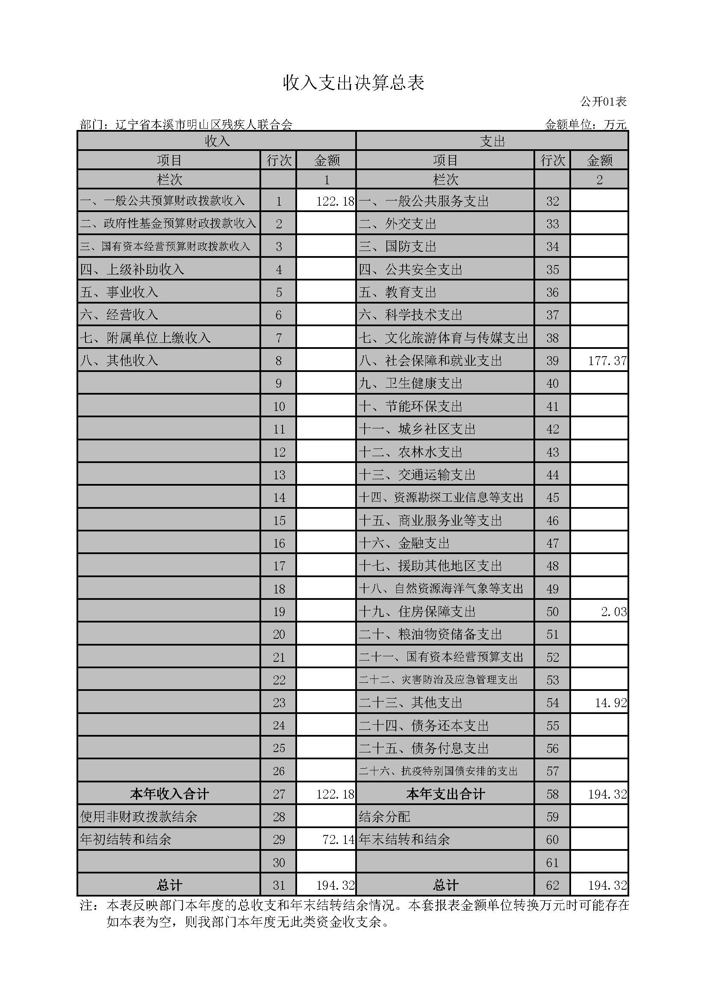 收入支出决算总表
公开01表
部门：辽宁省本溪市明山区残疾人联合会 金额单位：万元
收入 支出
项目 行次 金额 项目 行次 金额
栏次 1 栏次 2
一、一般公共预算财政拨款收入 1 122.18 一、一般公共服务支出 32
二、政府性基金预算财政拨款收入 2 二、外交支出 33
三、国有资本经营预算财政拨款收入 3 三、国防支出 34
四、上级补助收入 4 四、公共安全支出 35
五、事业收入 5 五、教育支出 36
六、经营收入 6 六、科学技术支出 37
七、附属单位上缴收入 7 七、文化旅游体育与传媒支出 38
八、其他收入 8 八、社会保障和就业支出 39 177.37
9 九、卫生健康支出 40
10 十、节能环保支出 41
11 十一、城乡社区支出 42
12 十二、农林水支出 43
13 十三、交通运输支出 44
14 十四、资源勘探工业信息等支出 45
15 十五、商业服务业等支出 46
16 十六、金融支出 47
17 十七、援助其他地区支出 48
18 十八、自然资源海洋气象等支出 49
19 十九、住房保障支出 50 2.03
20 二十、粮油物资储备支出 51
21 二十一、国有资本经营预算支出 52
22 二十二、灾害防治及应急管理支出 53
23 二十三、其他支出 54 14.92
24 二十四、债务还本支出 55
25 二十五、债务付息支出 56
26 二十六、抗疫特别国债安排的支出 57
本年收入合计 27 122.18 本年支出合计 58 194.32
使用非财政拨款结余 28 结余分配 59
年初结转和结余 29 72.14 年末结转和结余 60
30 61
总计 31 194.32 总计 62 194.32
注：本表反映部门本年度的总收支和年末结转结余情况。本套报表金额单位转换万元时可能存在
如本表为空，则我部门本年度无此类资金收支余。